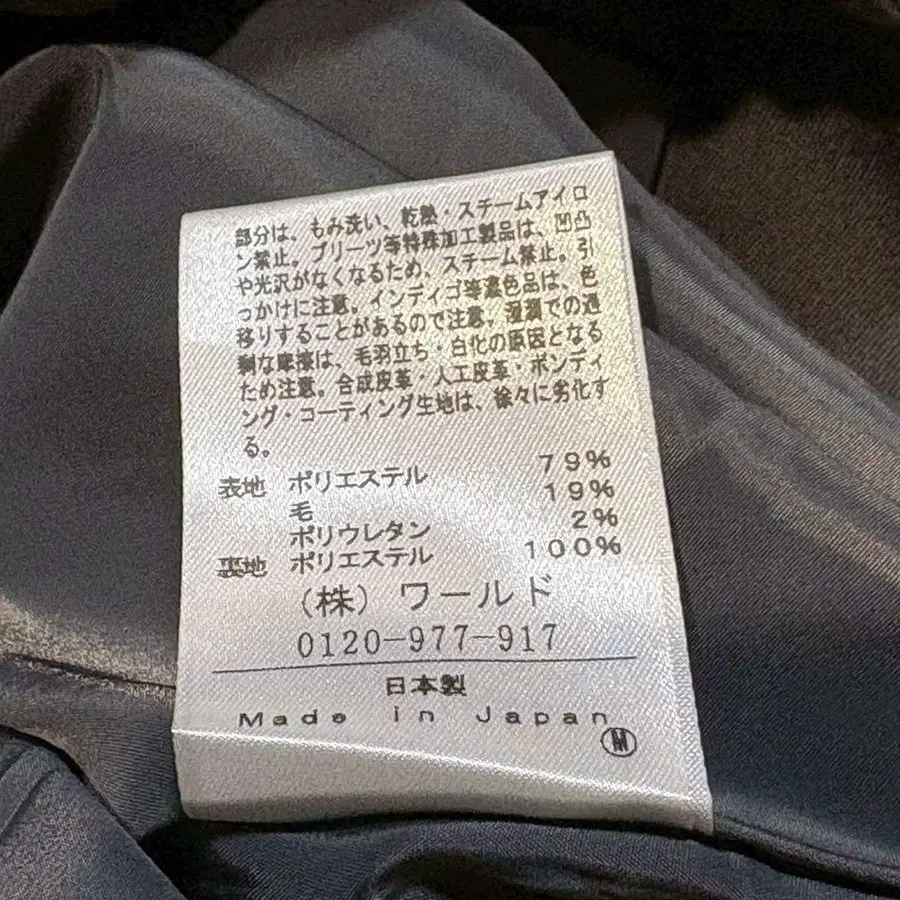 部分は、もみ洗い、乾熱・スチームアイロ
ン禁止。プリーツ等特殊加工製品は、凹凸
や光沢がなくなるため、スチーム禁止。引
っかけに注意。インディゴ等濃色品は、色
移りすることがあるので注意。湿潤での過
剰な摩擦は、毛羽立ち・白化の原因となる
ため注意。合成皮革・人工皮革・ボンディ
ング・コーティング生地は、徐々に劣化す
る。
表地 ポリエステル 79%
毛 19%
ポリウレタン 2%
裏地 ポリエステル 100%
(株) ワールド
0120-977-917
日本製
Made in Japan
M